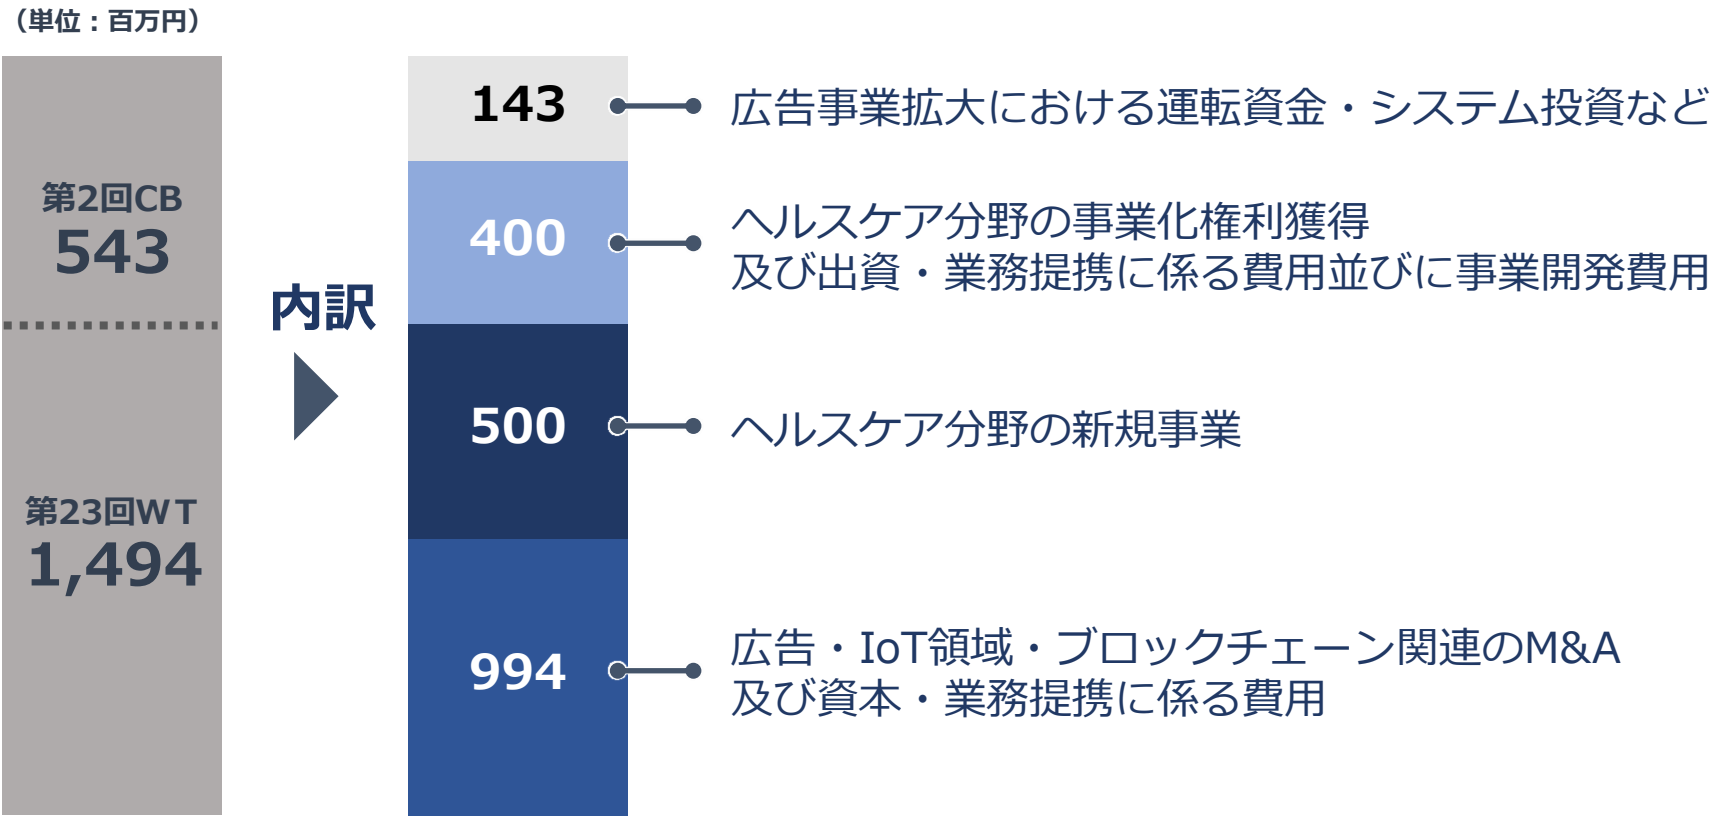 （単位：百万円）
第2回CB
543
第23回ＷＴ
1,494
内訳
143
広告事業拡大における運転資金・システム投資など
400
ヘルスケア分野の事業化権利獲得
及び出資・業務提携に係る費用並びに事業開発費用
500
ヘルスケア分野の新規事業
994
広告・IoT領域・ブロックチェーン関連のM&A
及び資本・業務提携に係る費用